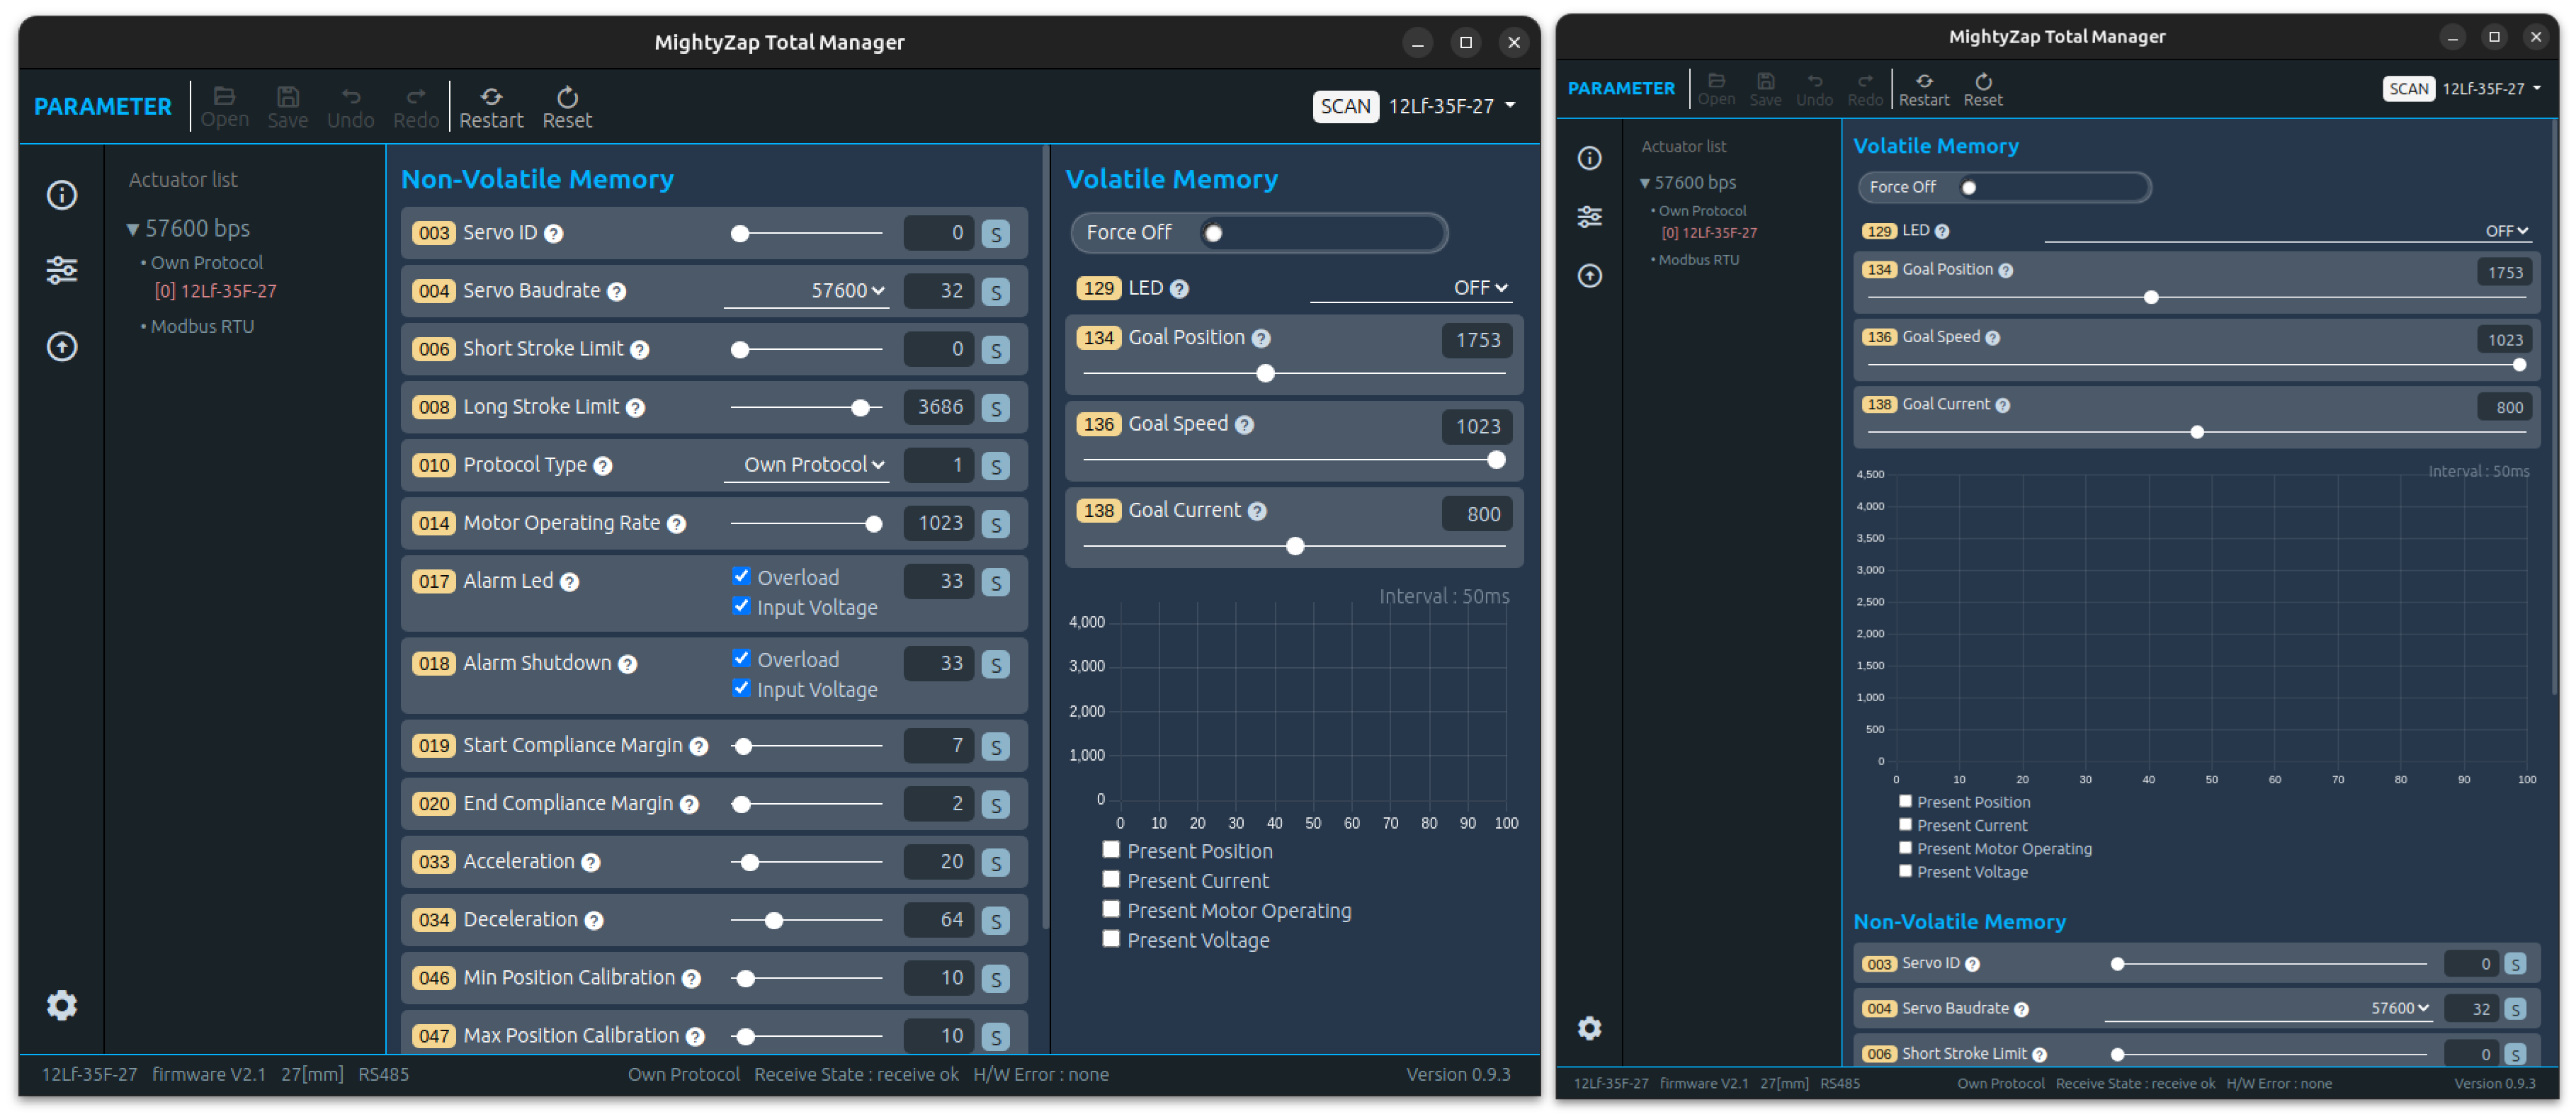 MightyZap Total Manager
PARAMETER Open Save Undo Redo Restart Reset SCAN 12Lf-35F-27
Actuator list
▼ 57600 bps
• Own Protocol
[0] 12Lf-35F-27
• Modbus RTU
Non-Volatile Memory
003 Servo ID ? 0 S
004 Servo Baudrate ? 57600 32 S
006 Short Stroke Limit ? 0 S
008 Long Stroke Limit ? 3686 S
010 Protocol Type ? Own Protocol 1 S
014 Motor Operating Rate ? 1023 S
017 Alarm Led ? Overload 33 S
Input Voltage
018 Alarm Shutdown ? Overload 33 S
Input Voltage
019 Start Compliance Margin ? 7 S
020 End Compliance Margin ? 2 S
033 Acceleration ? 20 S
034 Deceleration ? 64 S
046 Min Position Calibration ? 10 S
047 Max Position Calibration ? 10 S
Volatile Memory
Force Off
129 LED ? OFF
134 Goal Position ? 1753
136 Goal Speed ? 1023
138 Goal Current ? 800
Interval : 50ms
4,000
3,000
2,000
1,000
0
0 10 20 30 40 50 60 70 80 90 100
Present Position
Present Current
Present Motor Operating
Present Voltage
12Lf-35F-27 firmware V2.1 27[mm] RS485 Own Protocol Receive State : receive ok H/W Error : none Version 0.9.3
MightyZap Total Manager
PARAMETER Open Save Undo Redo Restart Reset SCAN 12Lf-35F-27
Actuator list
▼ 57600 bps
• Own Protocol
[0] 12Lf-35F-27
• Modbus RTU
Volatile Memory
Force Off
129 LED ? OFF
134 Goal Position ? 1753
136 Goal Speed ? 1023
138 Goal Current ? 800
Interval : 50ms
4,500
4,000
3,500
3,000
2,500
2,000
1,500
1,000
500
0
0 10 20 30 40 50 60 70 80 90 100
Present Position
Present Current
Present Motor Operating
Present Voltage
Non-Volatile Memory
003 Servo ID ? 0 S
004 Servo Baudrate ? 57600 32 S
006 Short Stroke Limit ? 0 S
12Lf-35F-27 firmware V2.1 27[mm] RS485 Own Protocol Receive State : receive ok H/W Error : none Version 0.9.3